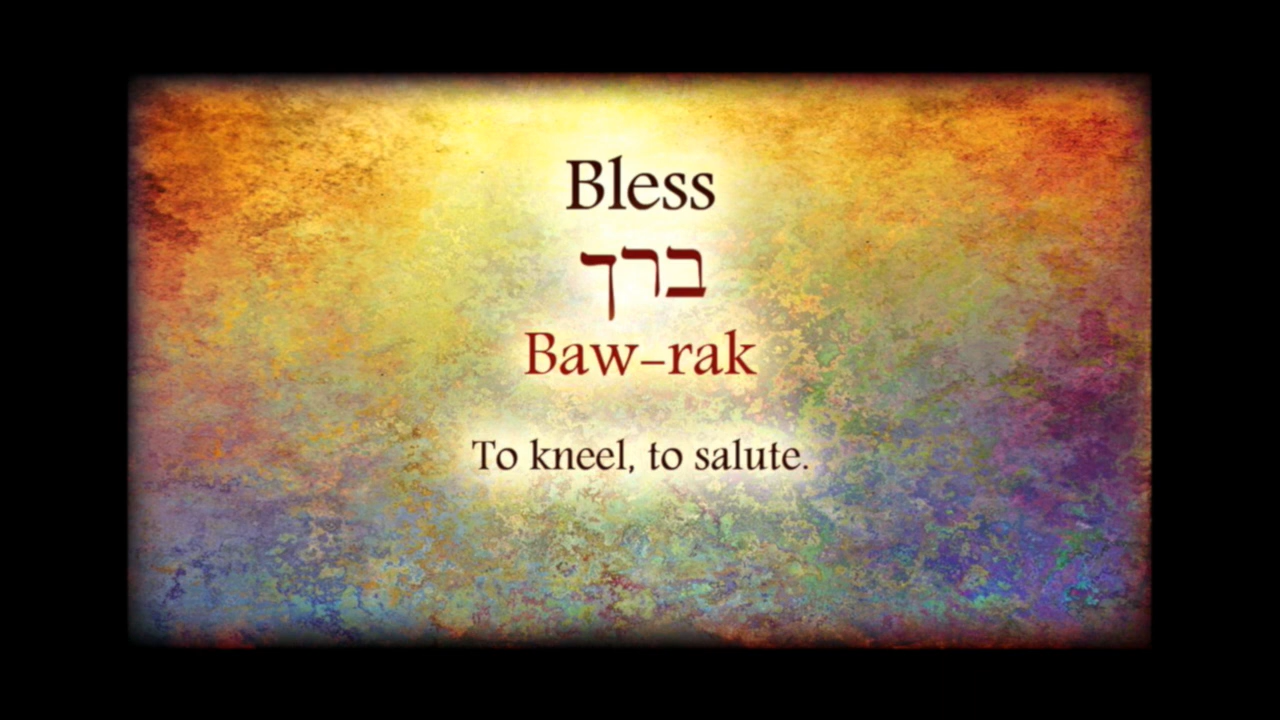 Bless
ברך
Baw-rak
To kneel, to salute.